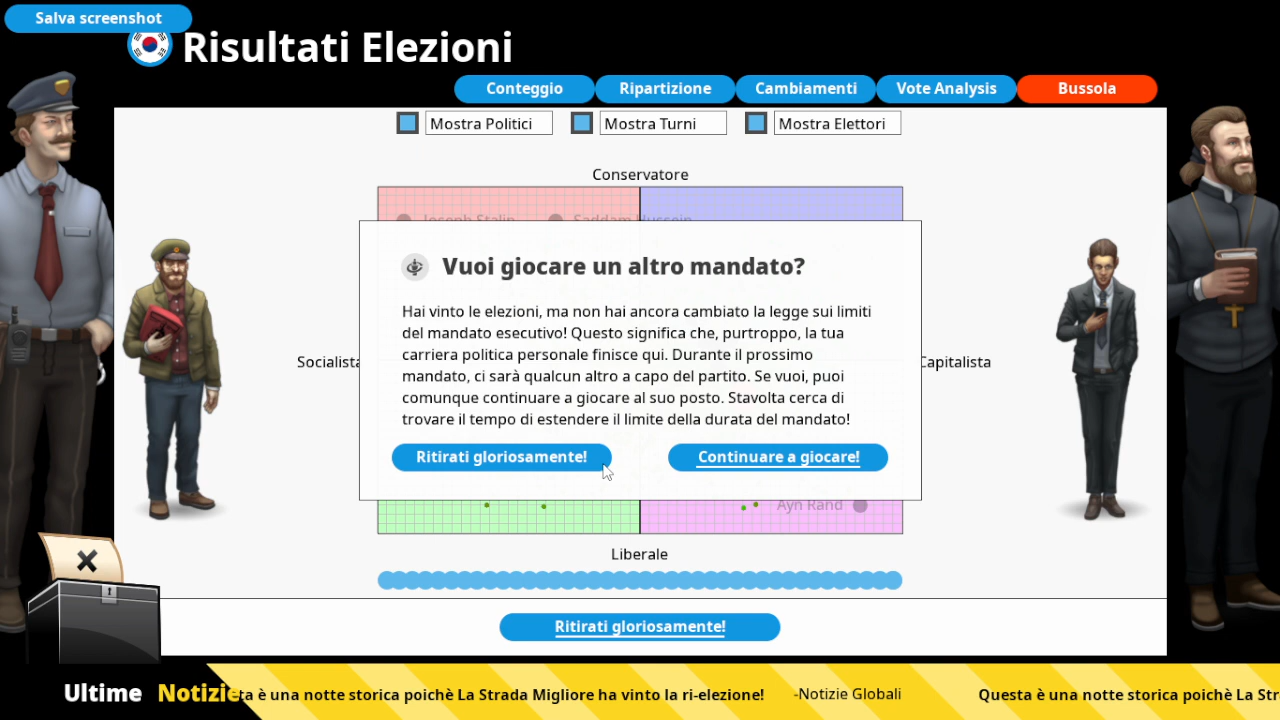 Salva screenshot
Risultati Elezioni
Conteggio
Ripartizione
Cambiamenti
Vote Analysis
Bussola
Mostra Politici
Mostra Turni
Mostra Elettori
Conservatore
Joseph Stalin
Saddam Hussein
Vuoi giocare un altro mandato?
Hai vinto le elezioni, ma non hai ancora cambiato la legge sui limiti
del mandato esecutivo! Questo significa che, purtroppo, la tua
Socialista
Capitalista
carriera politica personale finisce qui. Durante il prossimo
mandato, ci sarà qualcun altro a capo del partito. Se vuoi, puoi
comunque continuare a giocare al suo posto. Stavolta cerca di
trovare il tempo di estendere il limite della durata del mandato!
Ritirati gloriosamente!
Continuare a giocare!
Ayn Rand
Liberale
Ritirati gloriosamente!
Ultime Notizie
ta è una notte storica poichè La Strada Migliore ha vinto la ri-elezione!
-Notizie Globali
Questa è una notte storica poichè La Str